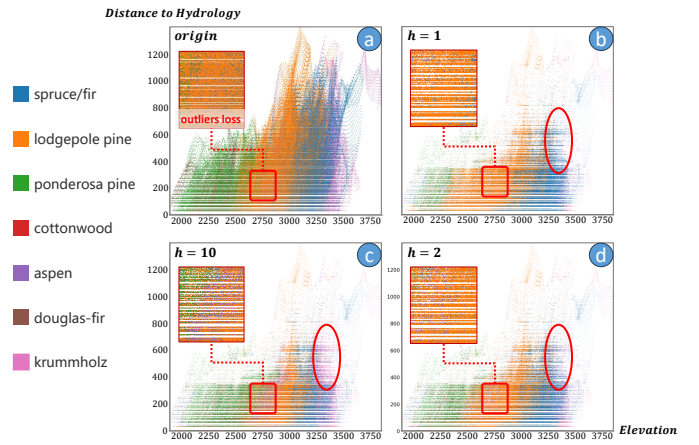 Distance to Hydrology
origin
a
outliers loss
1200
1000
800
600
400
200
0
2000 2250 2500 2750 3000 3250 3500 3750
h = 1
b
1200
1000
800
600
400
200
0
2000 2250 2500 2750 3000 3250 3500 3750
spruce/fir
lodgepole pine
ponderosa pine
cottonwood
aspen
douglas-fir
krummholz
h = 10
c
1200
1000
800
600
400
200
0
2000 2250 2500 2750 3000 3250 3500 3750
h = 2
d
1200
1000
800
600
400
200
0
2000 2250 2500 2750 3000 3250 3500 3750
Elevation